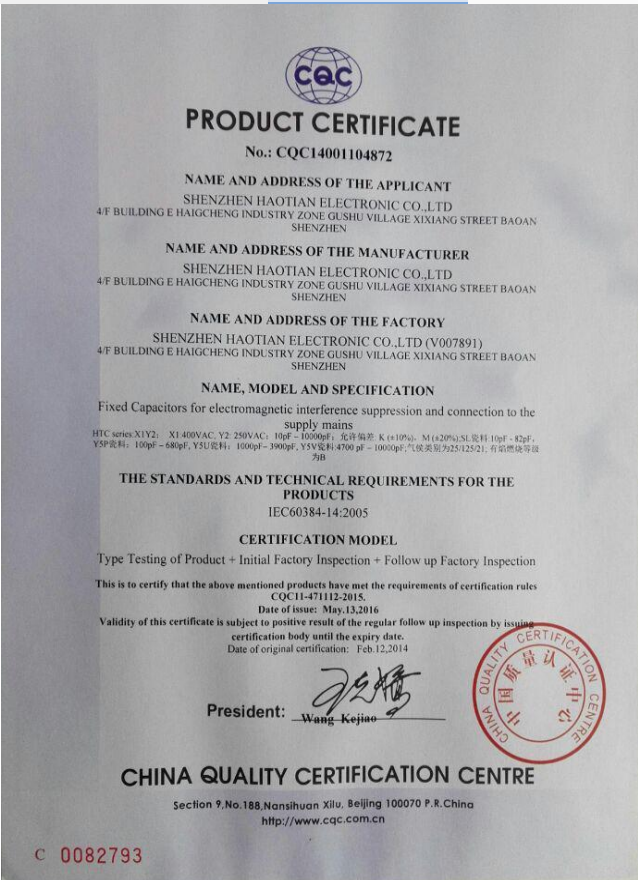 CQC
PRODUCT CERTIFICATE
No.: CQC14001104872
NAME AND ADDRESS OF THE APPLICANT
SHENZHEN HAOTIAN ELECTRONIC CO.,LTD
4/F BUILDING E HAIGCHENG INDUSTRY ZONE GUSHU VILLAGE XIXIANG STREET BAOAN
SHENZHEN
NAME AND ADDRESS OF THE MANUFACTURER
SHENZHEN HAOTIAN ELECTRONIC CO.,LTD
4/F BUILDING E HAIGCHENG INDUSTRY ZONE GUSHU VILLAGE XIXIANG STREET BAOAN
SHENZHEN
NAME AND ADDRESS OF THE FACTORY
SHENZHEN HAOTIAN ELECTRONIC CO.,LTD (V007891)
4/F BUILDING E HAIGCHENG INDUSTRY ZONE GUSHU VILLAGE XIXIANG STREET BAOAN
SHENZHEN
NAME, MODEL AND SPECIFICATION
Fixed Capacitors for electromagnetic interference suppression and connection to the
supply mains
HTC series:X1Y2: X1 400VAC, Y2: 250VAC; 10pF - 10000pF; 允许偏差 K (±10%), M (±20%);SL瓷料:10pF - 82pF,
Y5P瓷料: 100pF - 680pF, Y5U瓷料: 1000pF- 3900pF, Y5V瓷料:4700 pF - 10000pF;气候类别为25/125/21; 有焰燃烧等级
为B
THE STANDARDS AND TECHNICAL REQUIREMENTS FOR THE
PRODUCTS
IEC60384-14:2005
CERTIFICATION MODEL
Type Testing of Product + Initial Factory Inspection + Follow up Factory Inspection
This is to certify that the above mentioned products have met the requirements of certification rules
CQC11-471112-2015.
Date of issue: May.13,2016
Validity of this certificate is subject to positive result of the regular follow up inspection by issuing
certification body until the expiry date.
Date of original certification: Feb.12,2014
President:
Wang Kejiao
CHINA QUALITY CERTIFICATION CENTRE
中国质量认证中心
CHINA QUALITY CERTIFICATION CENTRE
Section 9,No.188,Nansihuan Xilu, Beijing 100070 P.R.China
http://www.cqc.com.cn
C 0082793